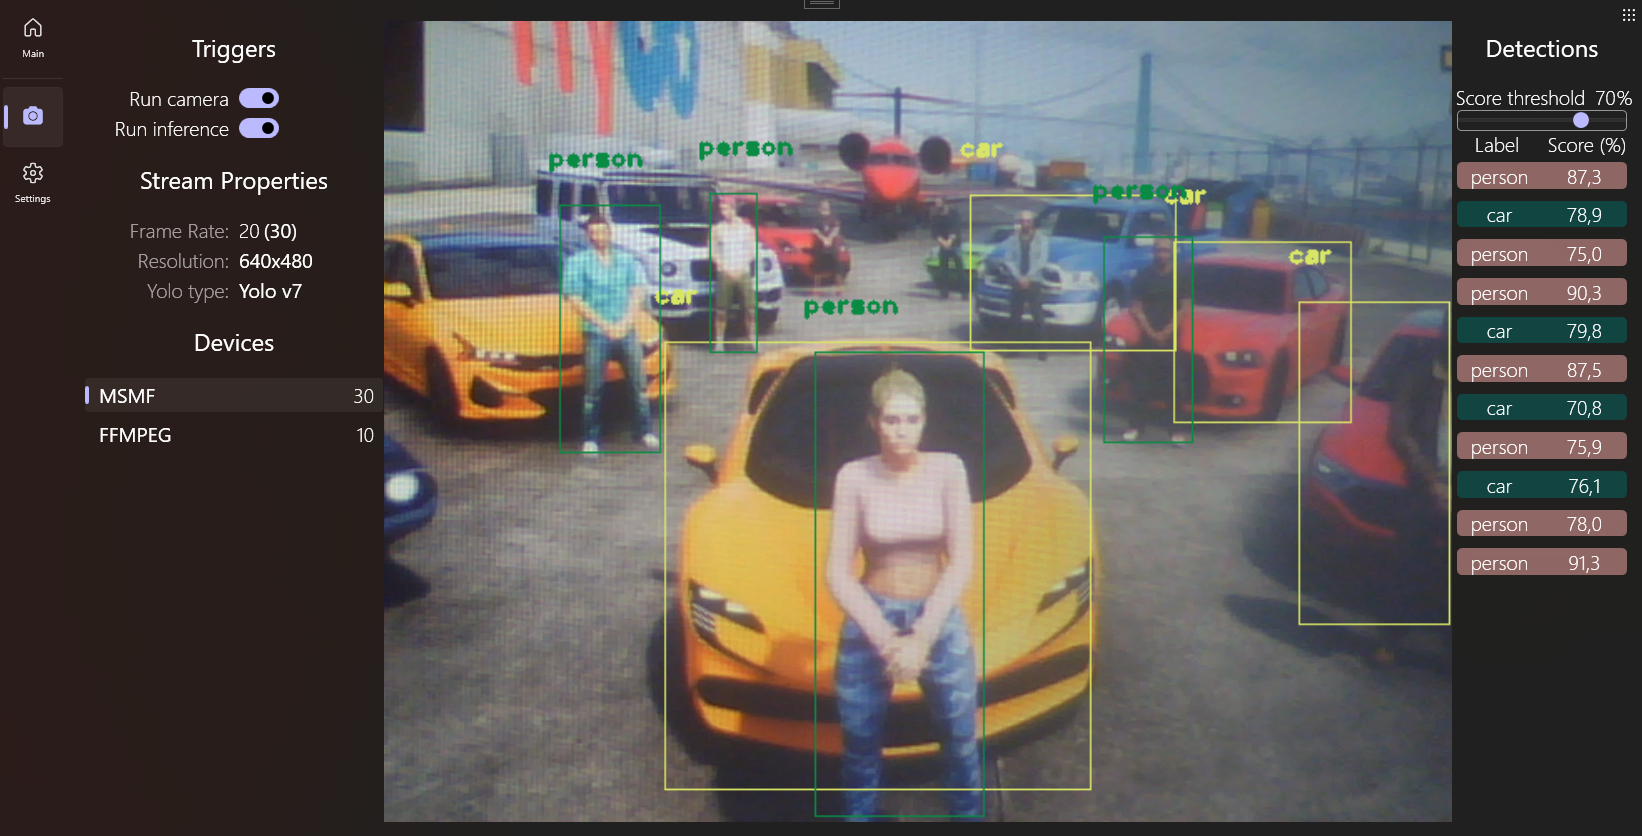 Main
Settings
Triggers
Run camera
Run inference
Stream Properties
Frame Rate: 20 (30)
Resolution: 640x480
Yolo type: Yolo v7
Devices
MSMF 30
FFMPEG 10
person
person
car
person
car
car
car
person
Detections
Score threshold 70%
Label Score (%)
person 87,3
car 78,9
person 75,0
person 90,3
car 79,8
person 87,5
car 70,8
person 75,9
car 76,1
person 78,0
person 91,3